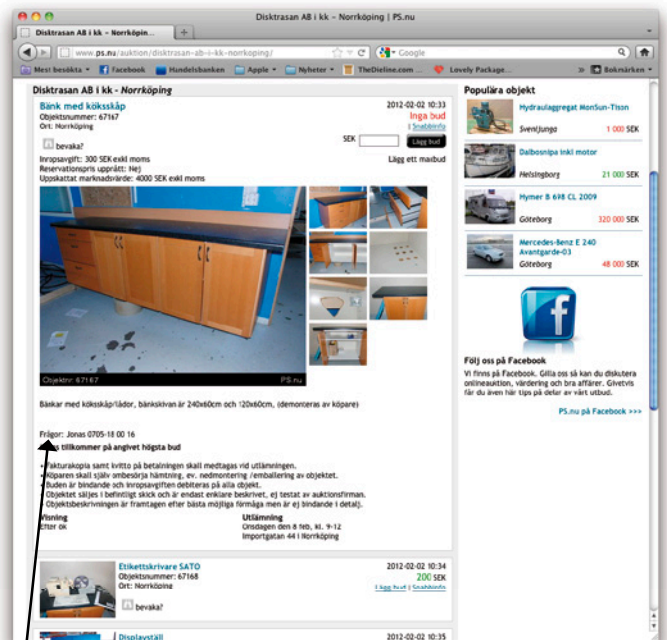 Disktrasan AB i kk – Norrköping | PS.nu
Disktrasan AB i kk – Norrköpin...
www.ps.nu/auktion/disktrasan-ab-i-kk-norrkoping/
Google
Mest besökta
Facebook
Handelsbanken
Apple
Nyheter
TheDieline.com ...
Lovely Package...
Bokmärken
Disktrasan AB i kk - Norrköping
Bänk med köksskåp
2012-02-02 10:33
Objektsnummer: 67167
Inga bud
Ort: Norrköping
| Snabbinfo
bevaka?
SEK
Lägg bud
Inropsavgift: 300 SEK exkl moms
Lägg ett maxbud
Reservationspris uppnått: Nej
Uppskattat marknadsvärde: 4000 SEK exkl moms
Objektnr: 67167
PS.nu
Bänkar med köksskåp/lådor, bänkskivan är 240x60cm och 120x60cm, (demonteras av köpare)
Frågor: Jonas 0705-18 00 16
tillkommer på angivet högsta bud
Fakturakopia samt kvitto på betalningen skall medtagas vid utlämningen.
Köparen skall själv ombesörja hämtning, ev. nedmontering /emballering av objektet.
Buden är bindande och inropsavgiften debiteras på alla objekt.
Objektet säljes i befintligt skick och är endast enklare beskrivet, ej testat av auktionsfirman.
Objektsbeskrivningen är framtagen efter bästa möjliga förmåga men är ej bindande i detalj.
Visning
Efter ök
Utlämning
Onsdagen den 8 feb, kl. 9-12
Importgatan 44 i Norrköping
Etikettskrivare SATO
2012-02-02 10:34
Objektsnummer: 67168
200 SEK
Ort: Norrköping
Lägg bud | Snabbinfo
bevaka?
Displayställ
2012-02-02 10:35
Populära objekt
Hydraulaggregat MonSun-Tison
Svenljunga
1 000 SEK
Dalbosnipa inkl motor
Helsingborg
21 000 SEK
Hymer B 698 CL 2009
Göteborg
320 000 SEK
Mercedes-Benz E 240
Avantgarde-03
Göteborg
48 000 SEK
Följ oss på Facebook
Vi finns på Facebook. Gilla oss så kan du diskutera
onlineauktion, värdering och bra affärer. Givetvis
får du även här tips på delar av vårt utbud.
PS.nu på Facebook >>>